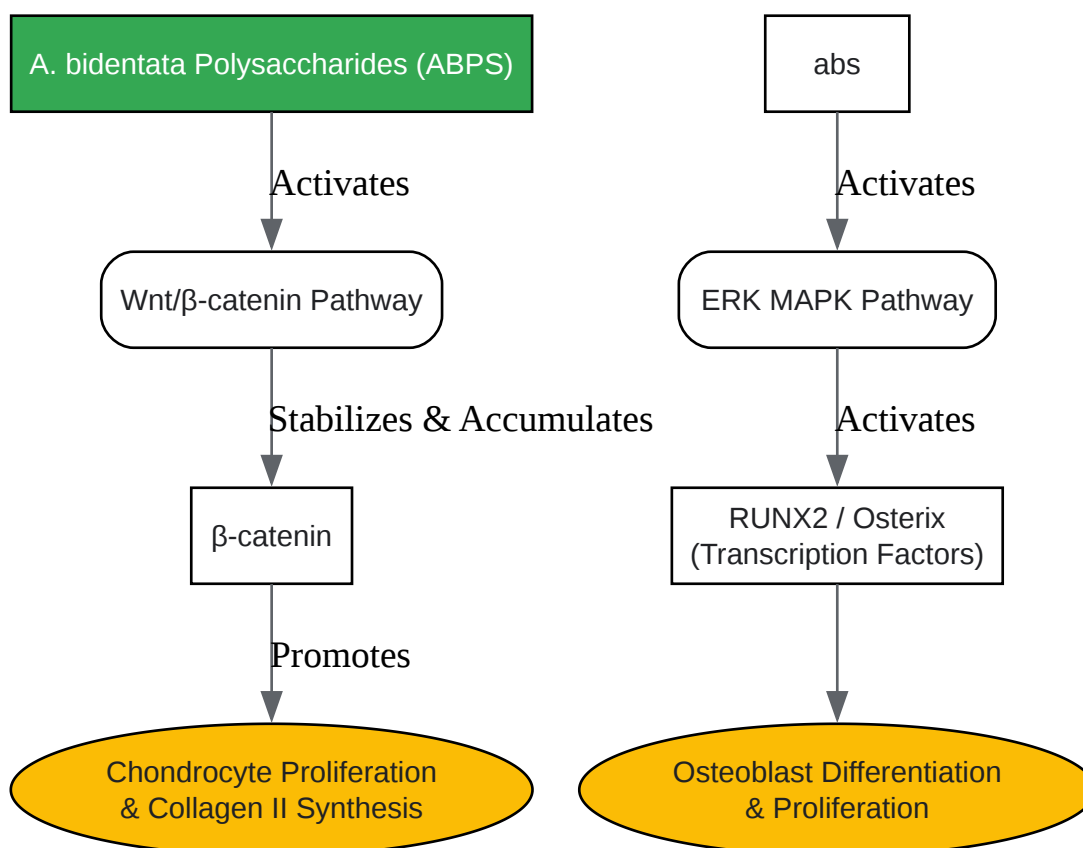 A. bidentata Polysaccharides (ABPS)
Activates
Wnt/β-catenin Pathway
Stabilizes & Accumulates
β-catenin
Promotes
Chondrocyte Proliferation
& Collagen II Synthesis
abs
Activates
ERK MAPK Pathway
Activates
RUNX2 / Osterix
(Transcription Factors)
Osteoblast Differentiation
& Proliferation